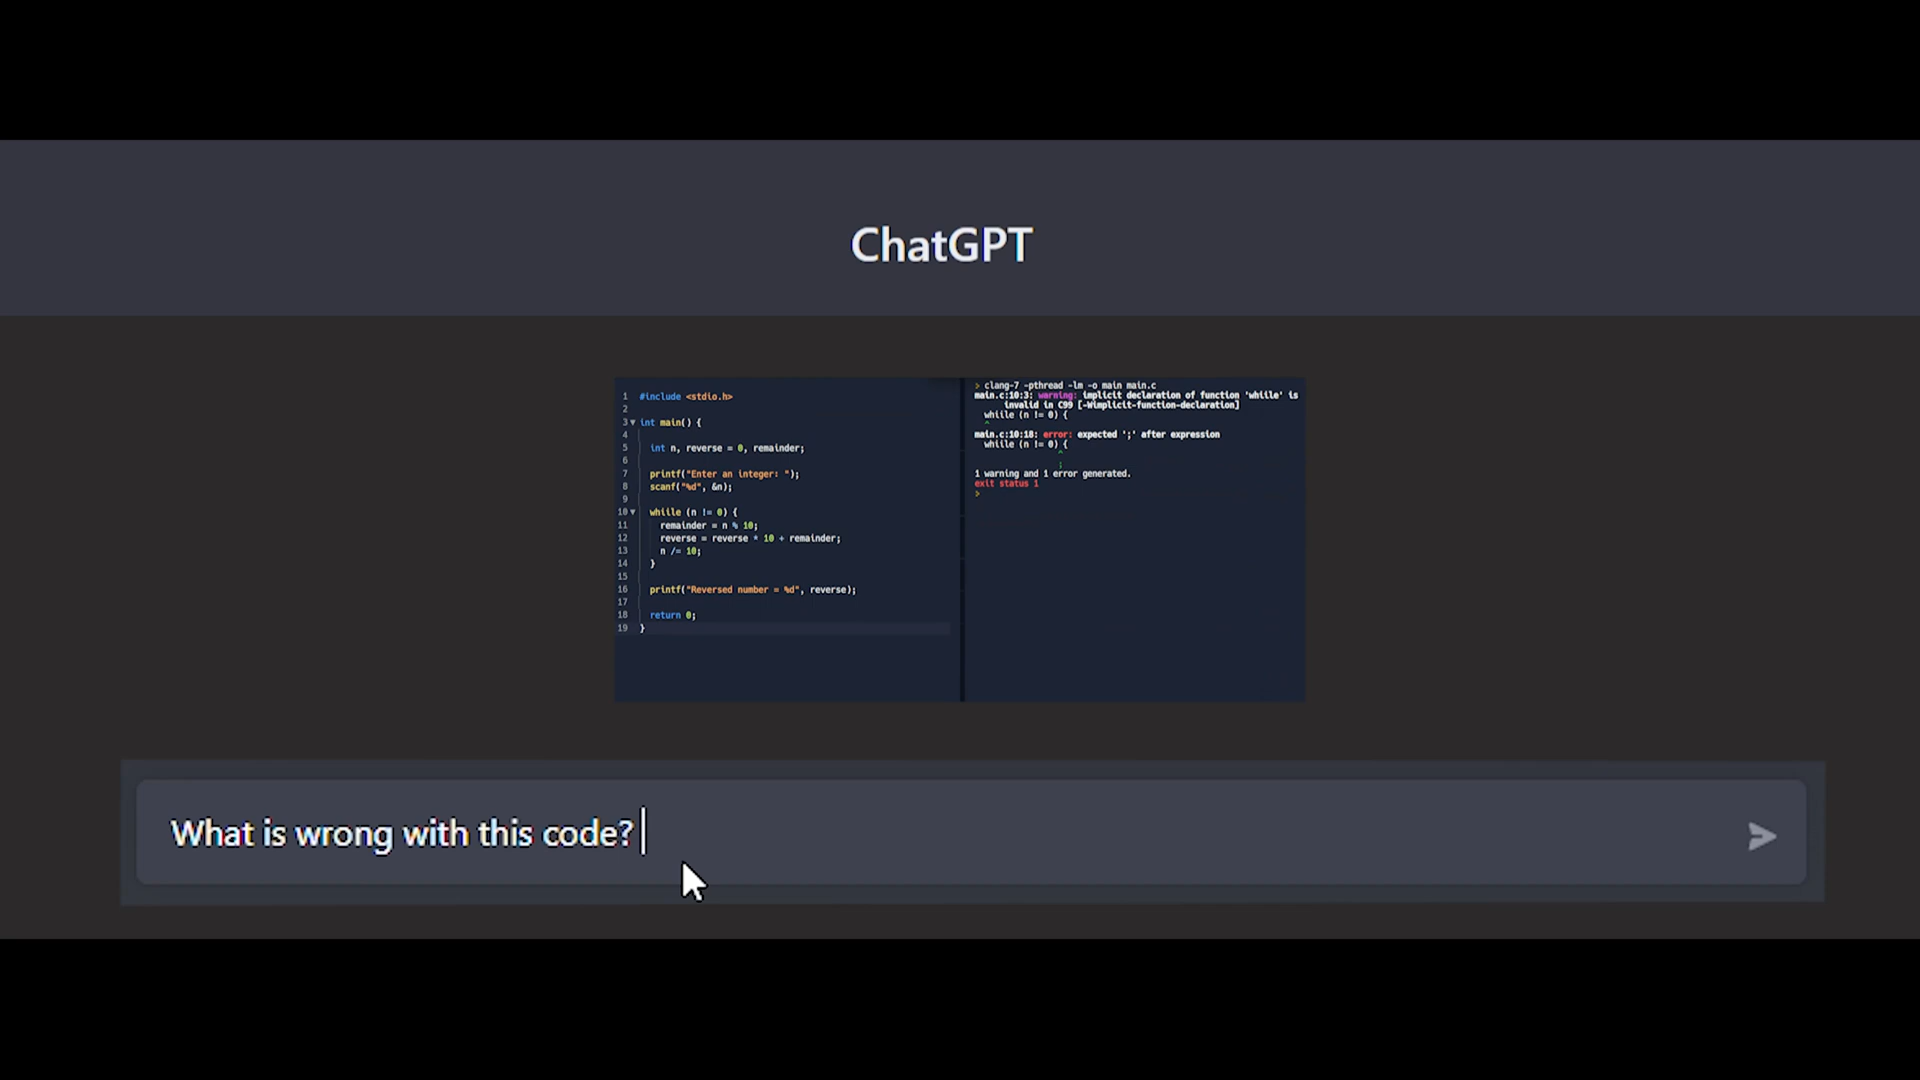 ChatGPT
1 #include <stdio.h>
2
3 int main() {
4
5 int n, reverse = 0, remainder;
6
7 printf("Enter an integer: ");
8 scanf("%d", &n);
9
10 whiile (n != 0) {
11 remainder = n % 10;
12 reverse = reverse * 10 + remainder;
13 n /= 10;
14 }
15
16 printf("Reversed number = %d", reverse);
17
18 return 0;
19 }
> clang-7 -pthread -lm -o main main.c
main.c:10:3: warning: implicit declaration of function 'whiile' is
invalid in C99 [-Wimplicit-function-declaration]
whiile (n != 0) {
^
main.c:10:18: error: expected ';' after expression
whiile (n != 0) {
^
;
1 warning and 1 error generated.
exit status 1
>
What is wrong with this code?